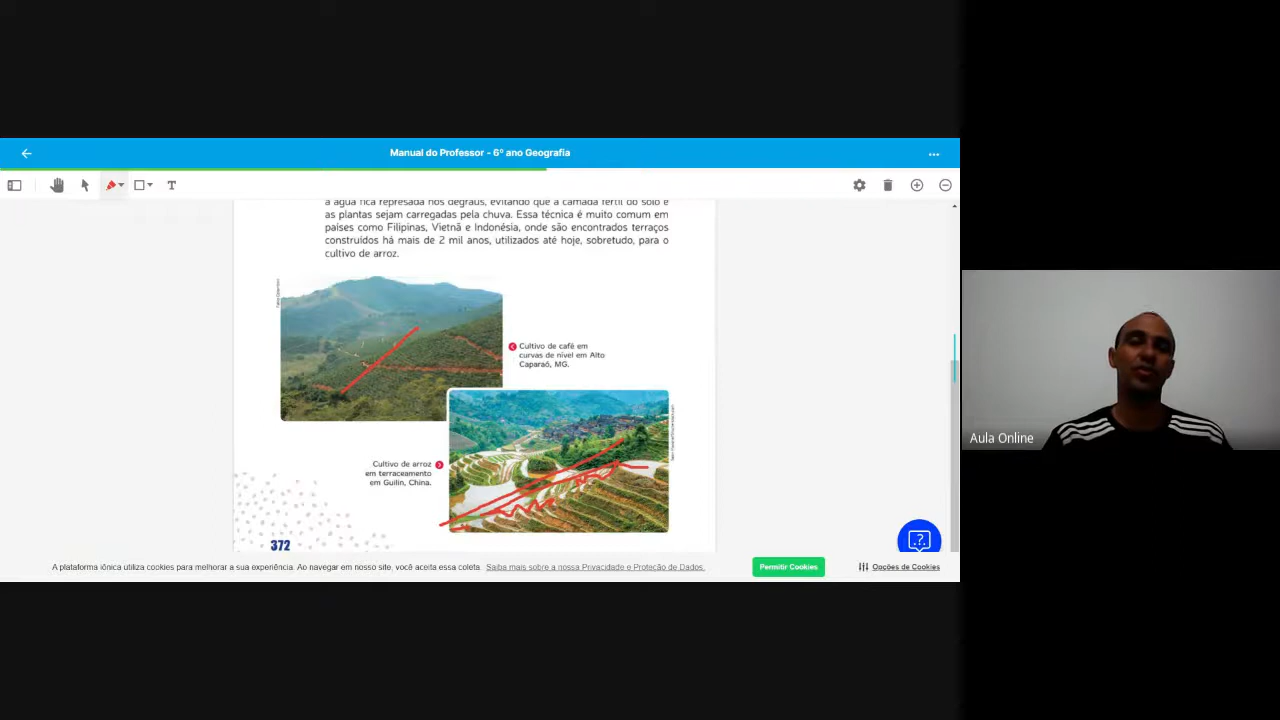 Manual do Professor - 6º ano Geografia
T
a água fica represada nos degraus, evitando que a camada fértil do solo e
as plantas sejam carregadas pela chuva. Essa técnica é muito comum em
países como Filipinas, Vietnã e Indonésia, onde são encontrados terraços
construídos há mais de 2 mil anos, utilizados até hoje, sobretudo, para o
cultivo de arroz.
Cultivo de café em
curvas de nível em Alto
Caparaó, MG.
Cultivo de arroz
em terraceamento
em Guilin, China.
372
Aula Online
A plataforma iônica utiliza cookies para melhorar a sua experiência. Ao navegar em nosso site, você aceita essa coleta. Saiba mais sobre a nossa Privacidade e Proteção de Dados.
Permitir Cookies
Opções de Cookies